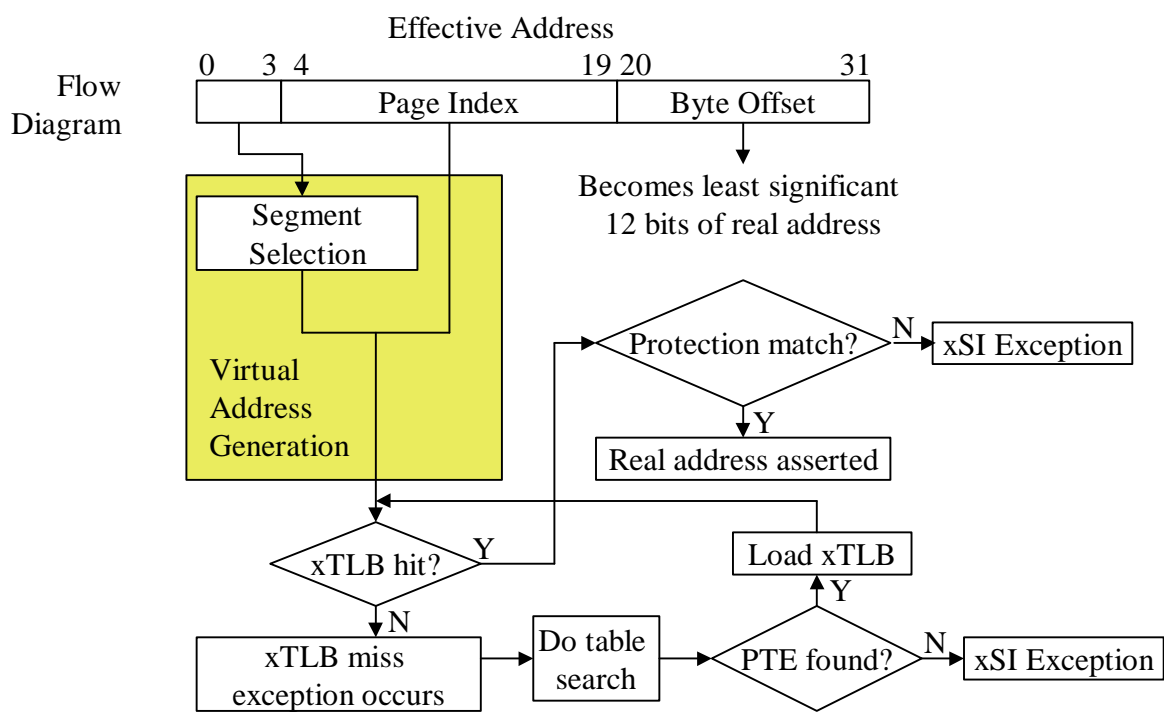 Effective Address
0 3 4 19 20 31
Flow
Diagram
Page Index
Byte Offset
Becomes least significant
12 bits of real address
Segment
Selection
Virtual
Address
Generation
Protection match?
N
xSI Exception
Y
Real address asserted
xTLB hit?
Y
N
Load xTLB
Y
xTLB miss
exception occurs
Do table
search
PTE found?
N
xSI Exception